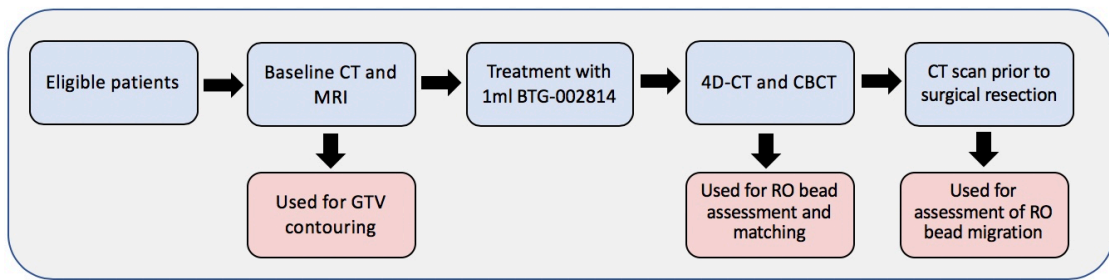 Eligible patients
Baseline CT and
MRI
Treatment with
1ml BTG-002814
4D-CT and CBCT
CT scan prior to
surgical resection
Used for GTV
contouring
Used for RO bead
assessment and
matching
Used for
assessment of RO
bead migration